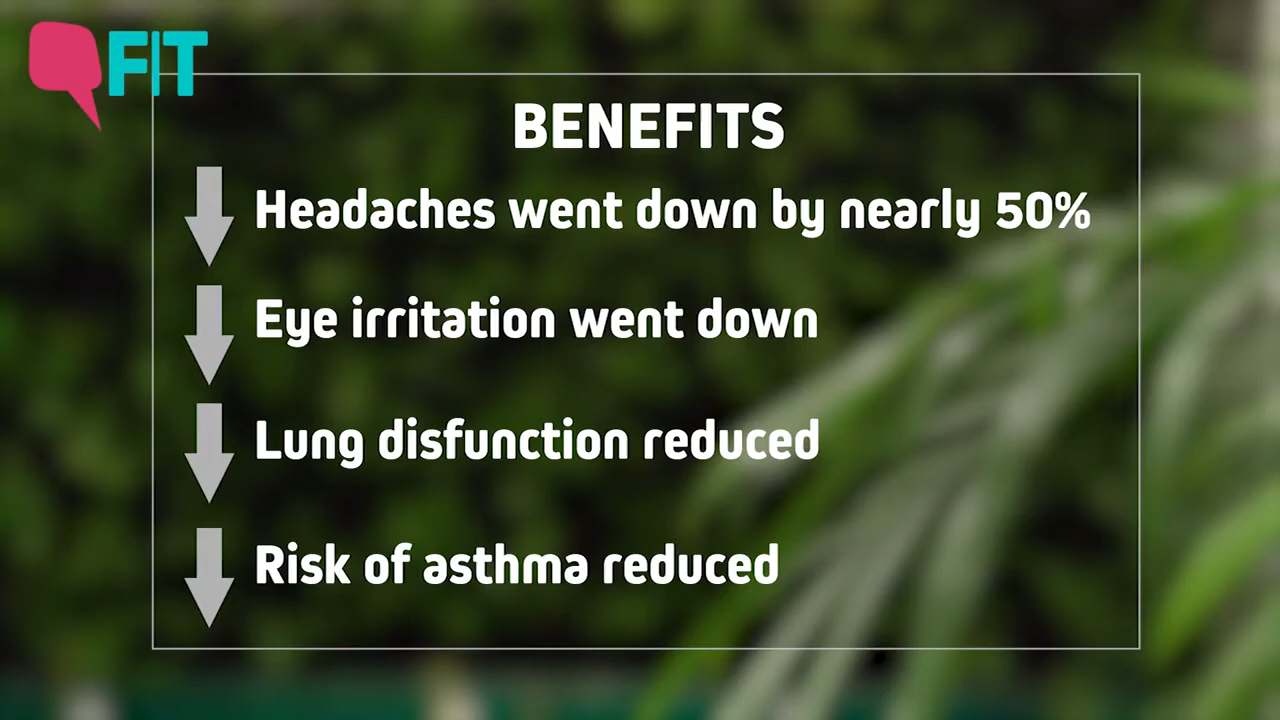 FIT
BENEFITS
Headaches went down by nearly 50%
Eye irritation went down
Lung disfunction reduced
Risk of asthma reduced